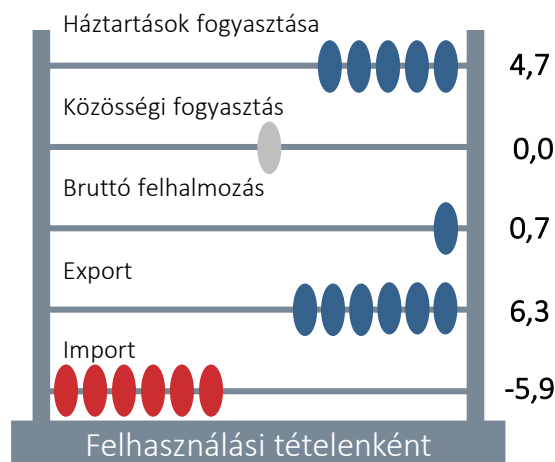 Háztartások fogyasztása
4,7
Közösségi fogyasztás
0,0
Bruttó felhalmozás
0,7
Export
6,3
Import
-5,9
Felhasználási tételenként